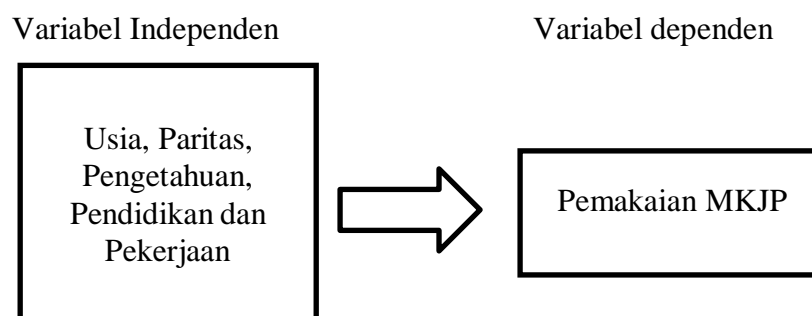 Variabel Independen
Variabel dependen
Usia, Paritas,
Pengetahuan,
Pendidikan dan
Pekerjaan
Pemakaian MKJP